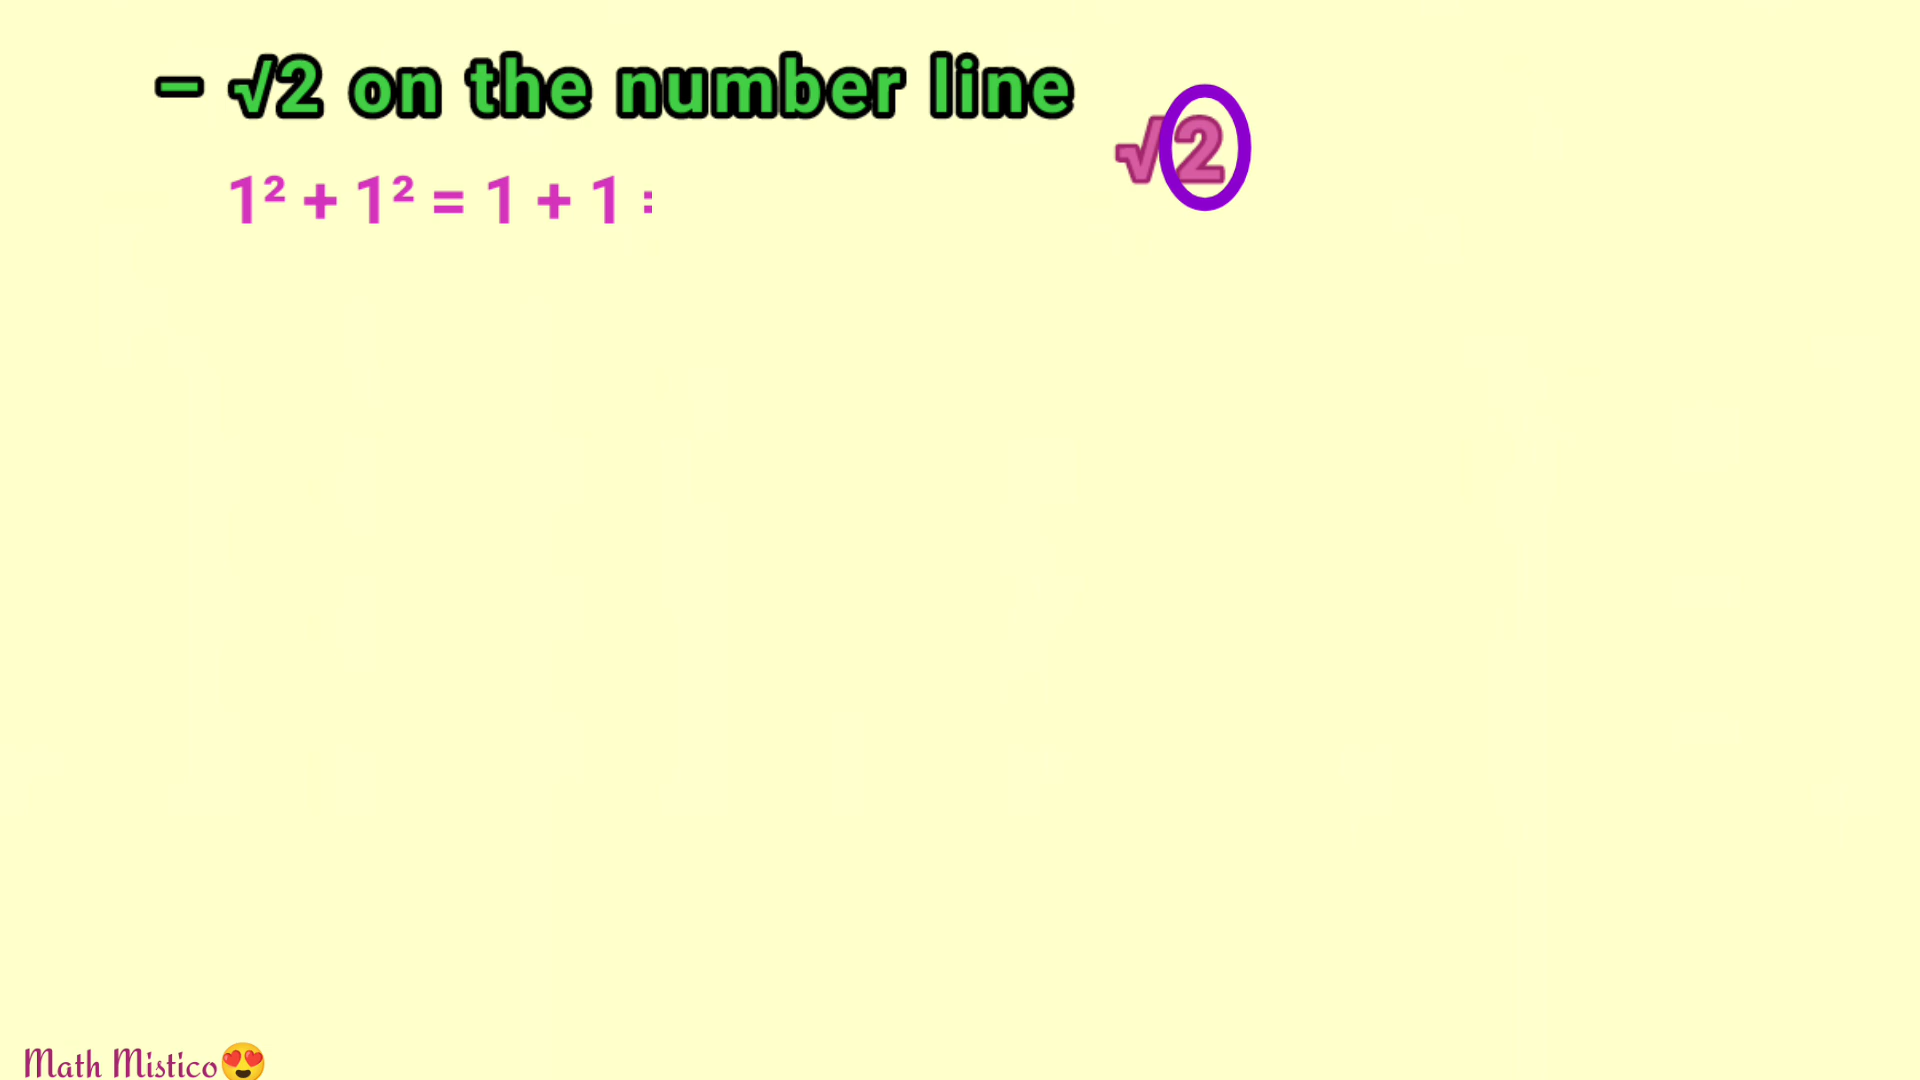 – √2 on the number line
√2
1² + 1² = 1 + 1 =
Math Mistico😍